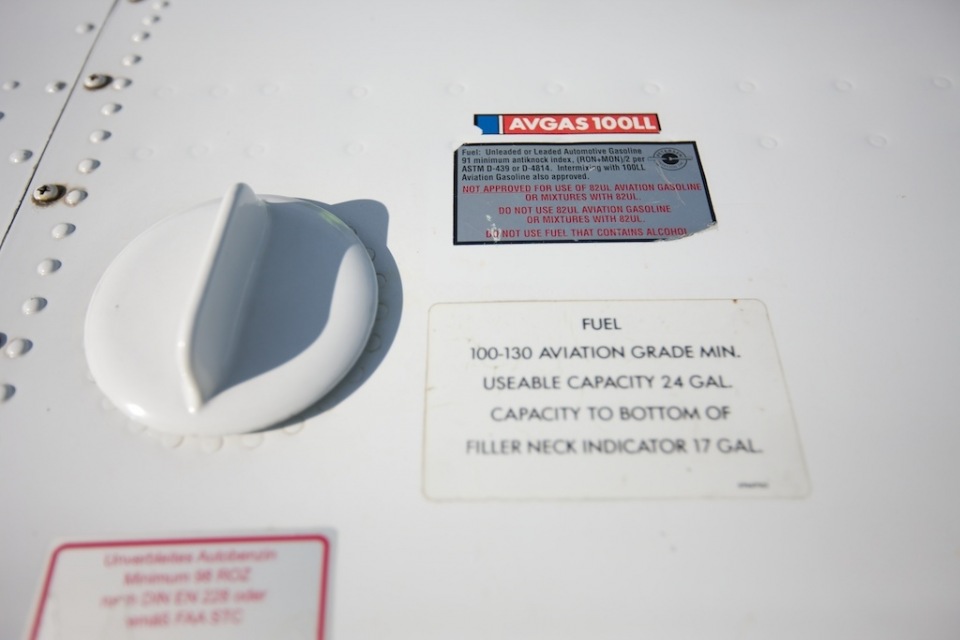 AVGAS 100LL
Fuel: Unleaded or Leaded Automotive Gasoline
91 minimum antiknock index, (RON+MON)/2 per
ASTM D-439 or D-4814. Intermixing with 100LL
Aviation Gasoline also approved.
NOT APPROVED FOR USE OF 82UL AVIATION GASOLINE
OR MIXTURES WITH 82UL.
DO NOT USE 82UL AVIATION GASOLINE
OR MIXTURES WITH 82UL.
DO NOT USE FUEL THAT CONTAINS ALCOHOL
FUEL
100-130 AVIATION GRADE MIN.
USEABLE CAPACITY 24 GAL.
CAPACITY TO BOTTOM OF
FILLER NECK INDICATOR 17 GAL.
Unverbleites Autobenzin
Minimum 98 ROZ
nach DIN EN 228 oder
gemäß FAA STC